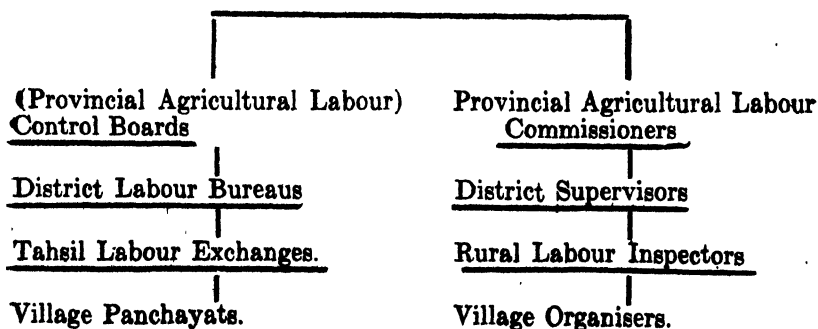 (Provincial Agricultural Labour)
Control Boards
Provincial Agricultural Labour
Commissioners
District Labour Bureaus
District Supervisors
Tahsil Labour Exchanges.
Rural Labour Inspectors
Village Panchayats.
Village Organisers.